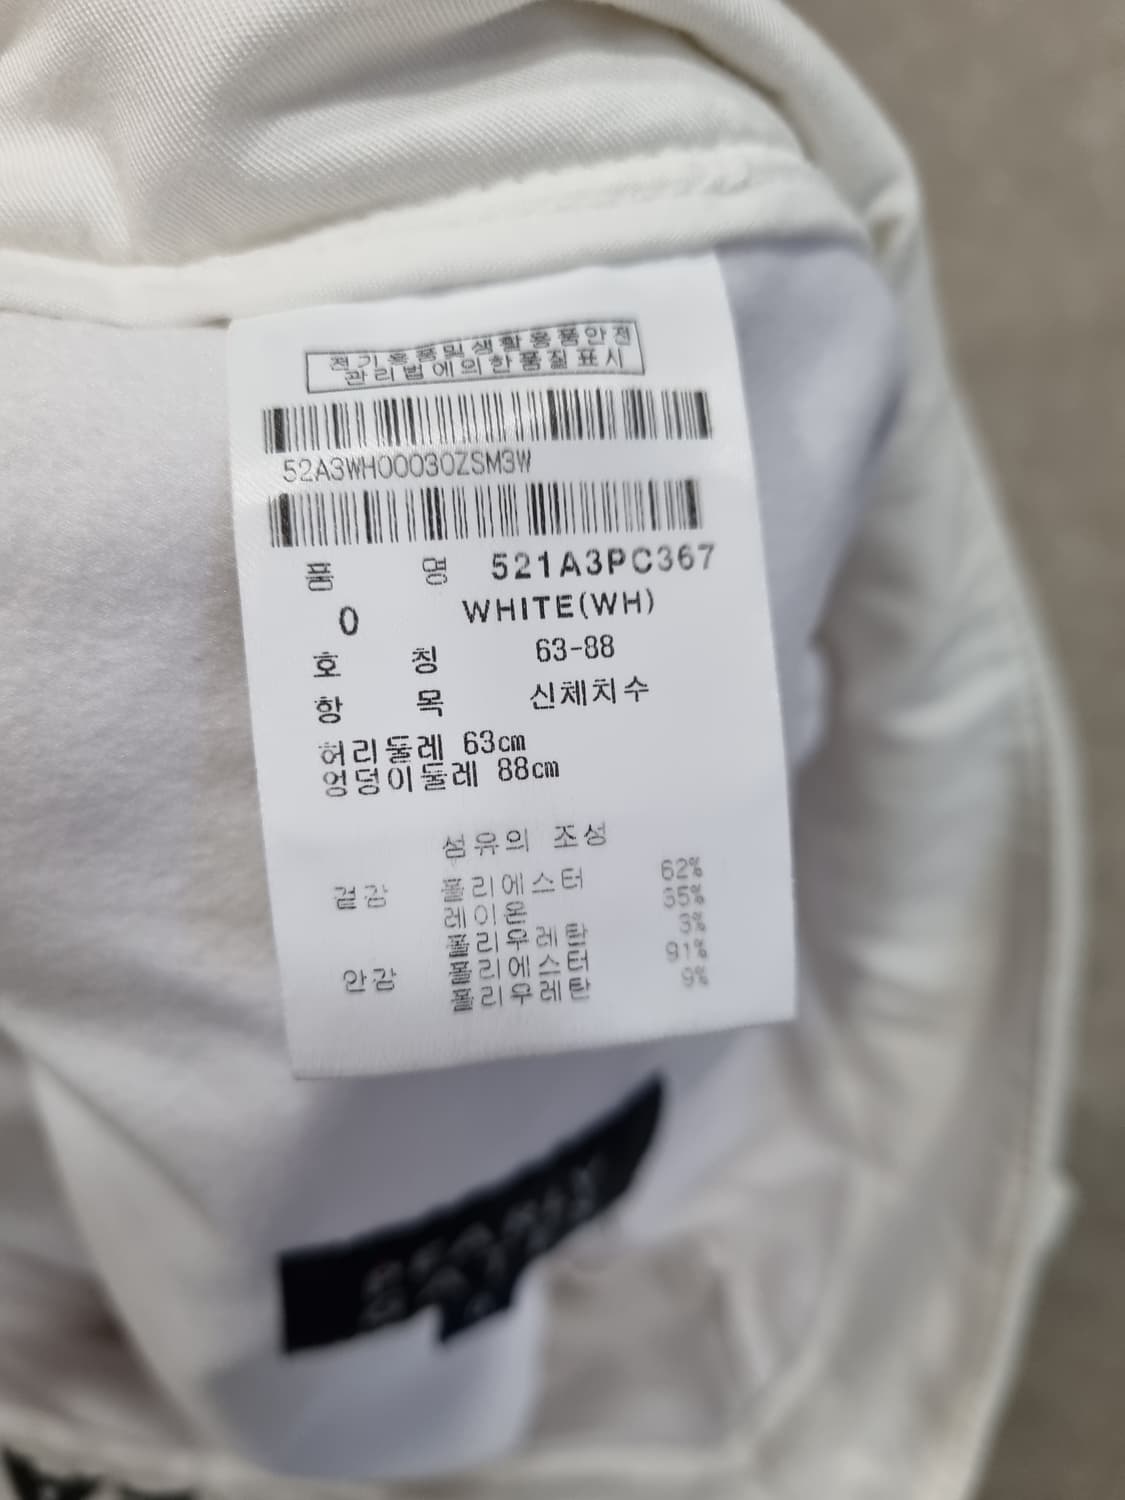 전기용품및생활용품안전
관리법에의한품질표시
52A3WH00030ZSM3W
품 명 521A3PC367
0 WHITE(WH)
호 칭 63-88
항 목 신체치수
허리둘레 63cm
엉덩이둘레 88cm
섬유의 조성
겉감 폴리에스터 62%
레이온 35%
폴리우레탄 3%
안감 폴리에스터 91%
폴리우레탄 9%
PEARLY
GATES
0